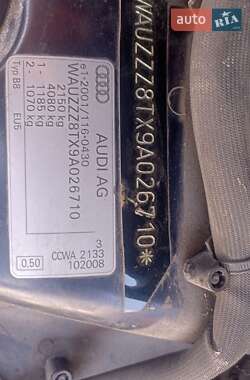 AUTO.RIA
AUDI AG
e1*2001/116*0430
WAUZZZ8TX9A026710
2150 kg
4080 kg
1 - 1185 kg
2 - 1070 kg
Typ B8
EU5
3
CCWA 2133
102008
0,50
WAUZZZ8TX9A026710*